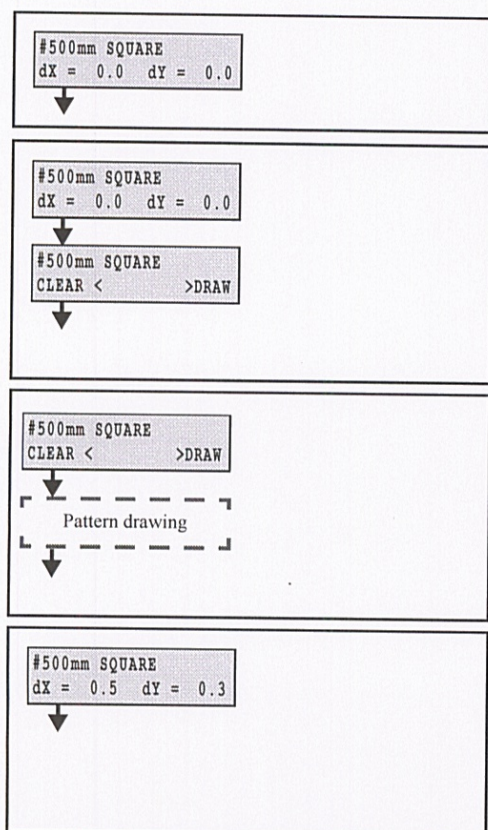 #500mm SQUARE
dX = 0.0 dY = 0.0
#500mm SQUARE
dX = 0.0 dY = 0.0
#500mm SQUARE
CLEAR < >DRAW
#500mm SQUARE
CLEAR < >DRAW
Pattern drawing
#500mm SQUARE
dX = 0.5 dY = 0.3